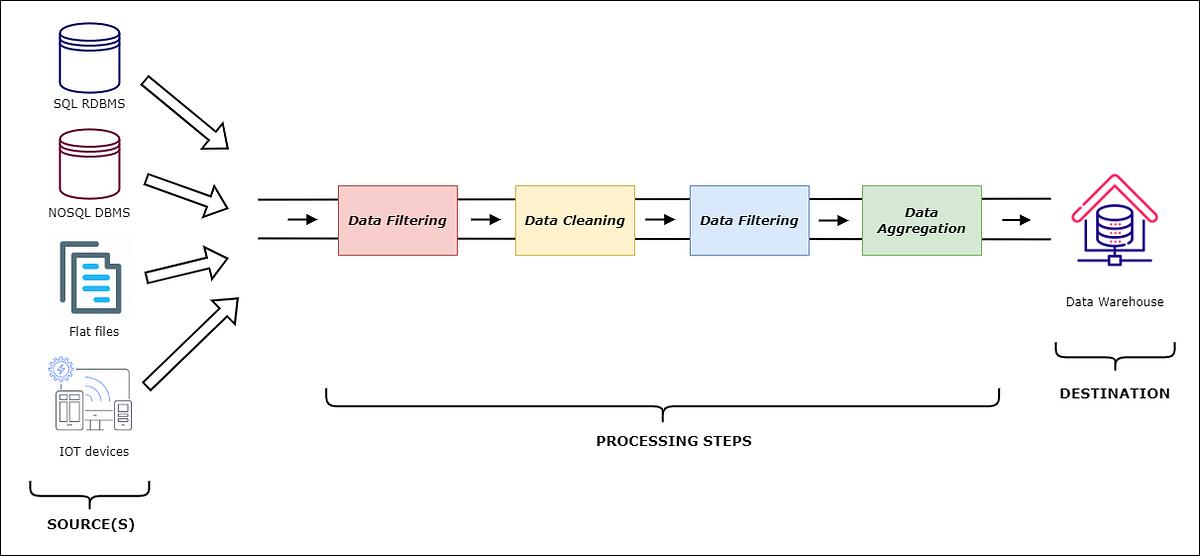 SQL RDBMS
NOSQL DBMS
Flat files
IOT devices
SOURCE(S)
Data Filtering
Data Cleaning
Data Filtering
Data
Aggregation
PROCESSING STEPS
Data Warehouse
DESTINATION